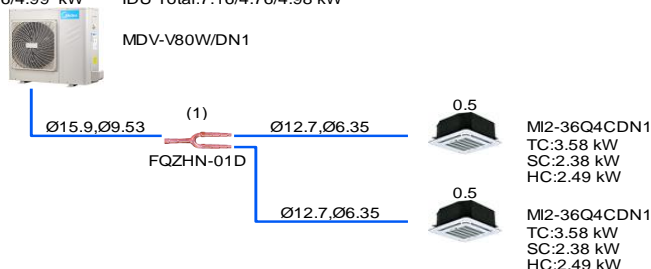 4.99 kW IDU Total:7.16/4.76/4.98 kW
MDV-V80W/DN1
(1)
Ø15.9,Ø9.53
FQZHN-01D
Ø12.7,Ø6.35
0.5
MI2-36Q4CDN1
TC:3.58 kW
SC:2.38 kW
HC:2.49 kW
Ø12.7,Ø6.35
0.5
MI2-36Q4CDN1
TC:3.58 kW
SC:2.38 kW
HC:2.49 kW